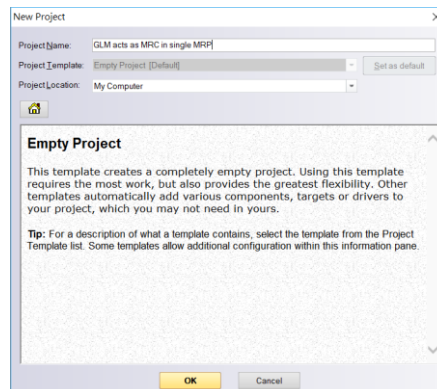 New Project
Project Name: GLM acts as MRC in single MRP
Project Template: Empty Project [Default] Set as default
Project Location: My Computer
Empty Project
This template creates a completely empty project. Using this template
requires the most work, but also provides the greatest flexibility. Other
templates automatically add various components, targets or drivers to
your project, which you may not need in yours.
Tip: For a description of what a template contains, select the template from the Project
Template list. Some templates allow additional configuration within this information pane.
OK Cancel